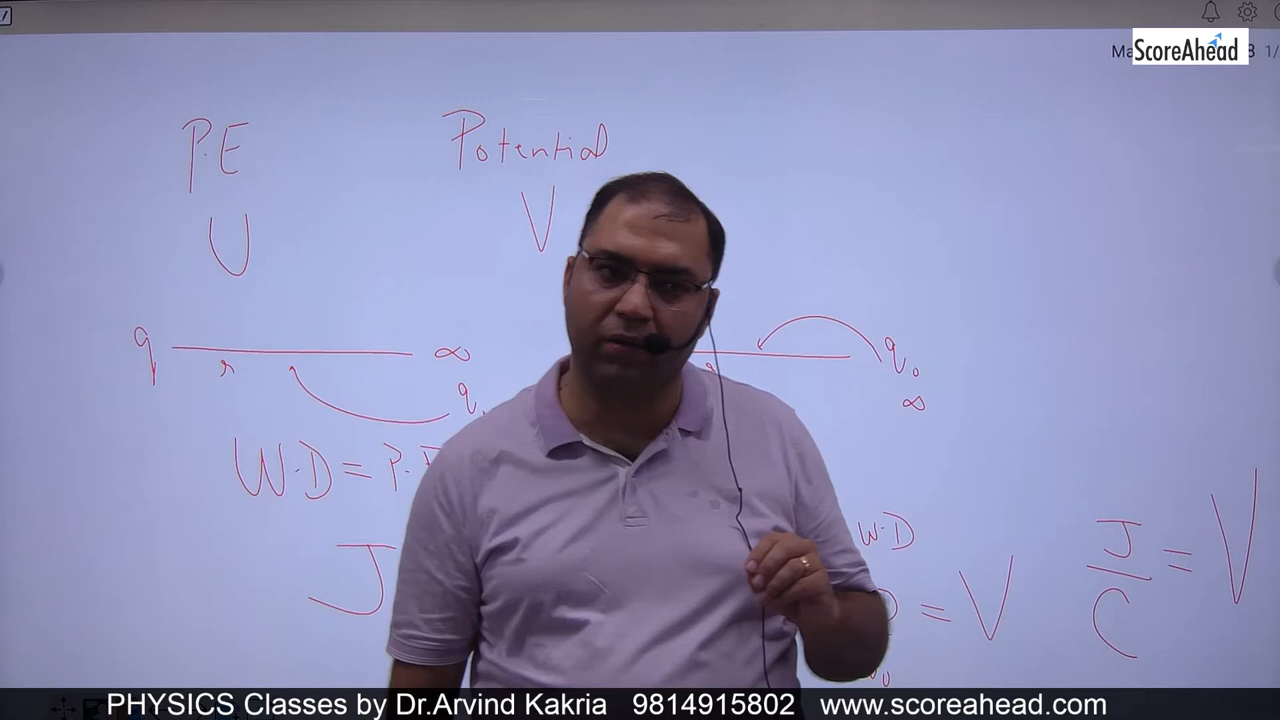 ScoreAhead
P.E Potential
U V
q r ∞
q₀
∞
W.D = P.E
J
W.D
= V
J/C = V
PHYSICS Classes by Dr.Arvind Kakria 9814915802 www.scoreahead.com